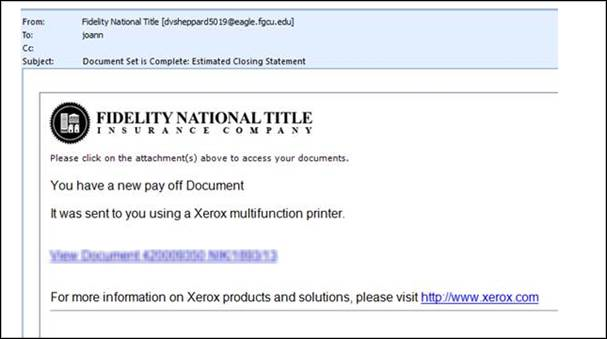 From: Fidelity National Title [dvsheppard5019@eagle.fgcu.edu]
To: joann
Cc:
Subject: Document Set is Complete: Estimated Closing Statement
FIDELITY NATIONAL TITLE
INSURANCE COMPANY
Please click on the attachment(s) above to access your documents.
You have a new pay off Document
It was sent to you using a Xerox multifunction printer.
View Document
For more information on Xerox products and solutions, please visit http://www.xerox.com